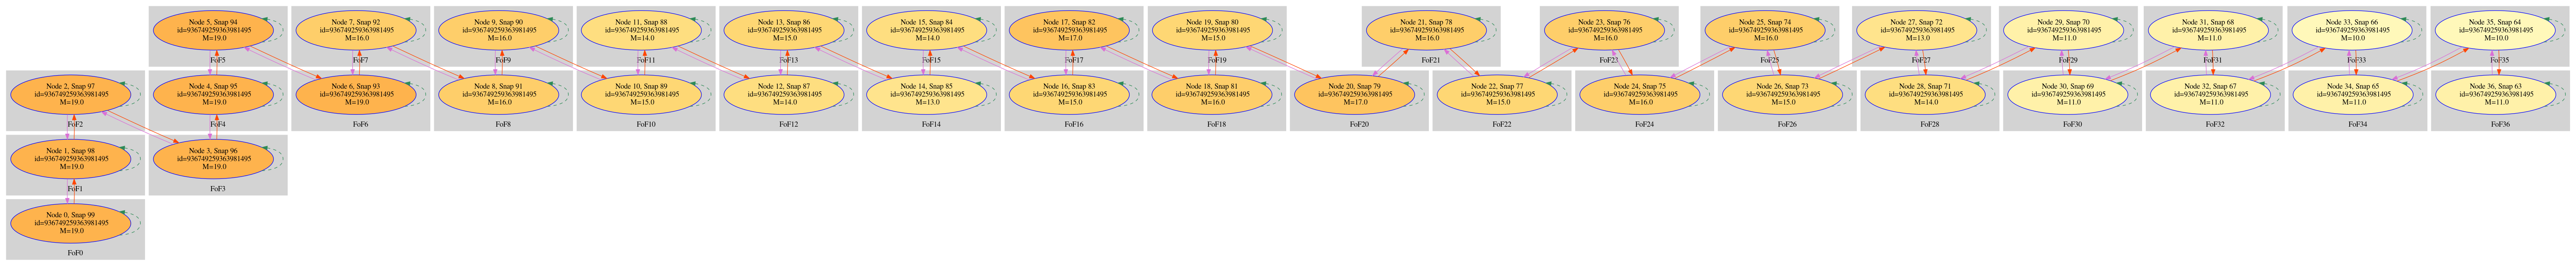 Node 5, Snap 94
id=936749259363981495
M=19.0
FoF5
Node 7, Snap 92
id=936749259363981495
M=16.0
FoF7
Node 9, Snap 90
id=936749259363981495
M=16.0
FoF9
Node 11, Snap 88
id=936749259363981495
M=14.0
FoF11
Node 13, Snap 86
id=936749259363981495
M=15.0
FoF13
Node 15, Snap 84
id=936749259363981495
M=14.0
FoF15
Node 17, Snap 82
id=936749259363981495
M=17.0
FoF17
Node 19, Snap 80
id=936749259363981495
M=15.0
FoF19
Node 21, Snap 78
id=936749259363981495
M=16.0
FoF21
Node 23, Snap 76
id=936749259363981495
M=16.0
FoF23
Node 25, Snap 74
id=936749259363981495
M=16.0
FoF25
Node 27, Snap 72
id=936749259363981495
M=13.0
FoF27
Node 29, Snap 70
id=936749259363981495
M=11.0
FoF29
Node 31, Snap 68
id=936749259363981495
M=11.0
FoF31
Node 33, Snap 66
id=936749259363981495
M=10.0
FoF33
Node 35, Snap 64
id=936749259363981495
M=10.0
FoF35
Node 2, Snap 97
id=936749259363981495
M=19.0
FoF2
Node 4, Snap 95
id=936749259363981495
M=19.0
FoF4
Node 6, Snap 93
id=936749259363981495
M=19.0
FoF6
Node 8, Snap 91
id=936749259363981495
M=16.0
FoF8
Node 10, Snap 89
id=936749259363981495
M=15.0
FoF10
Node 12, Snap 87
id=936749259363981495
M=14.0
FoF12
Node 14, Snap 85
id=936749259363981495
M=13.0
FoF14
Node 16, Snap 83
id=936749259363981495
M=15.0
FoF16
Node 18, Snap 81
id=936749259363981495
M=16.0
FoF18
Node 20, Snap 79
id=936749259363981495
M=17.0
FoF20
Node 22, Snap 77
id=936749259363981495
M=15.0
FoF22
Node 24, Snap 75
id=936749259363981495
M=16.0
FoF24
Node 26, Snap 73
id=936749259363981495
M=15.0
FoF26
Node 28, Snap 71
id=936749259363981495
M=14.0
FoF28
Node 30, Snap 69
id=936749259363981495
M=11.0
FoF30
Node 32, Snap 67
id=936749259363981495
M=11.0
FoF32
Node 34, Snap 65
id=936749259363981495
M=11.0
FoF34
Node 36, Snap 63
id=936749259363981495
M=11.0
FoF36
Node 1, Snap 98
id=936749259363981495
M=19.0
FoF1
Node 3, Snap 96
id=936749259363981495
M=19.0
FoF3
Node 0, Snap 99
id=936749259363981495
M=19.0
FoF0